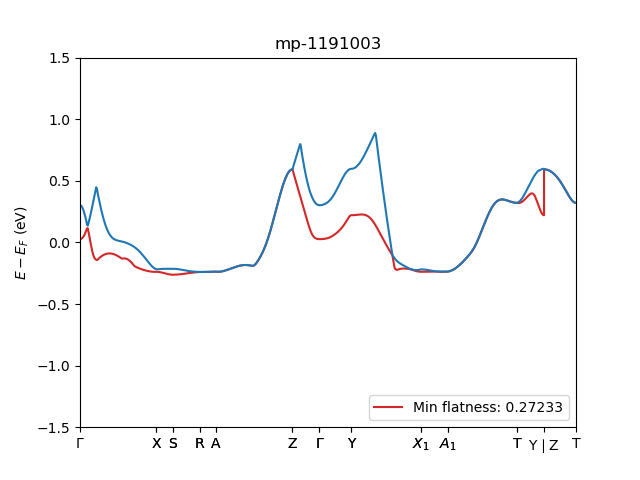 mp-1191003
E − E_F (eV)
1.5
1.0
0.5
0.0
−0.5
−1.0
−1.5
Min flatness: 0.27233
Γ X S R A Z Γ Y X₁ A₁ T Y | Z T